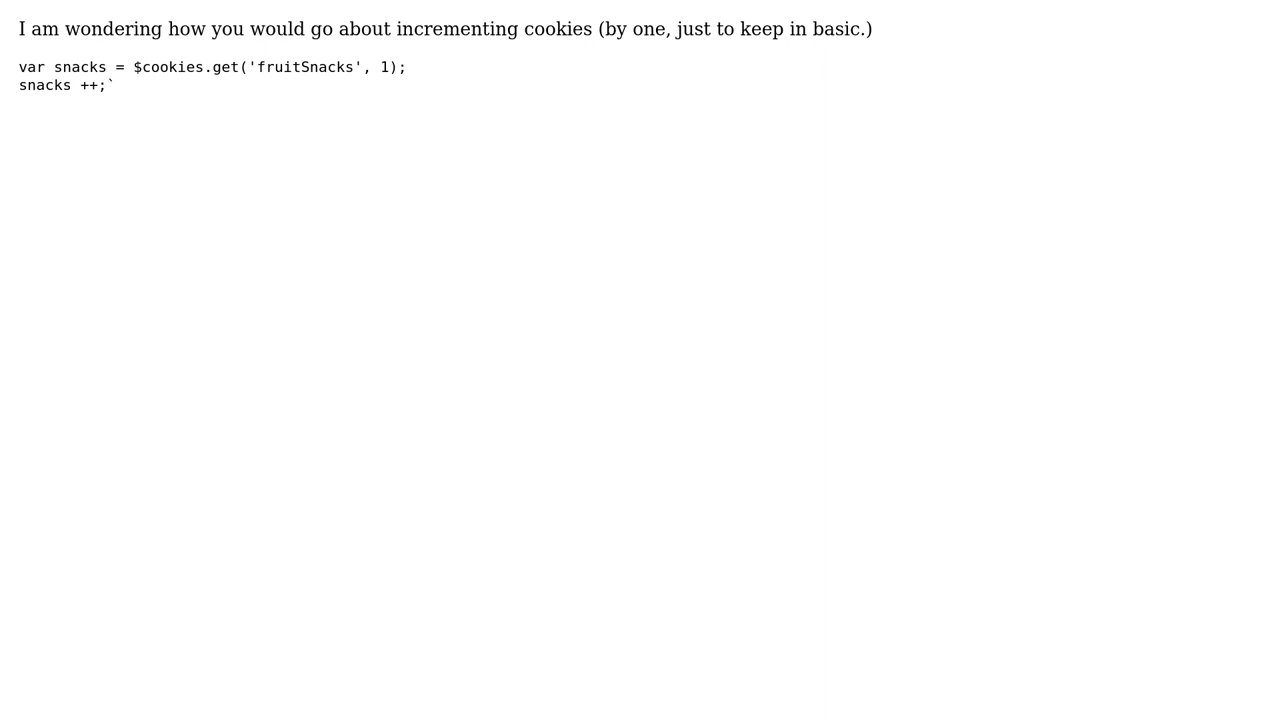 I am wondering how you would go about incrementing cookies (by one, just to keep in basic.)
var snacks = $cookies.get('fruitSnacks', 1);
snacks ++;`